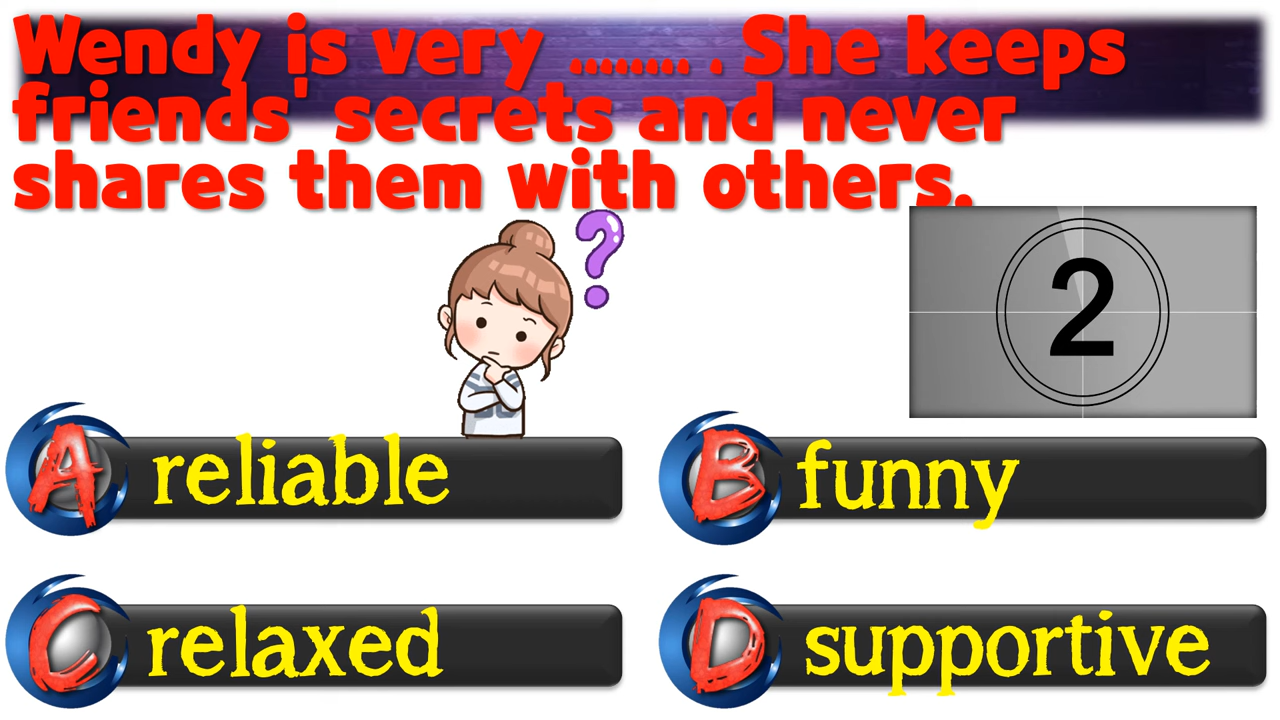 Wendy is very ........ . She keeps
friends' secrets and never
shares them with others.
?
2
A reliable
B funny
C relaxed
D supportive